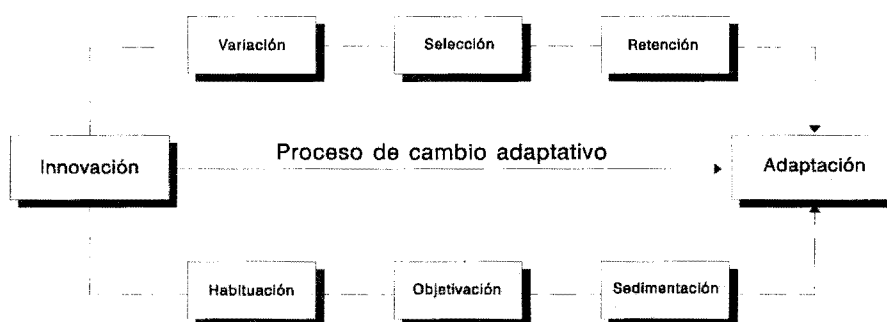 Variación
Selección
Retención
Innovación
Proceso de cambio adaptativo
Adaptación
Habituación
Objetivación
Sedimentación